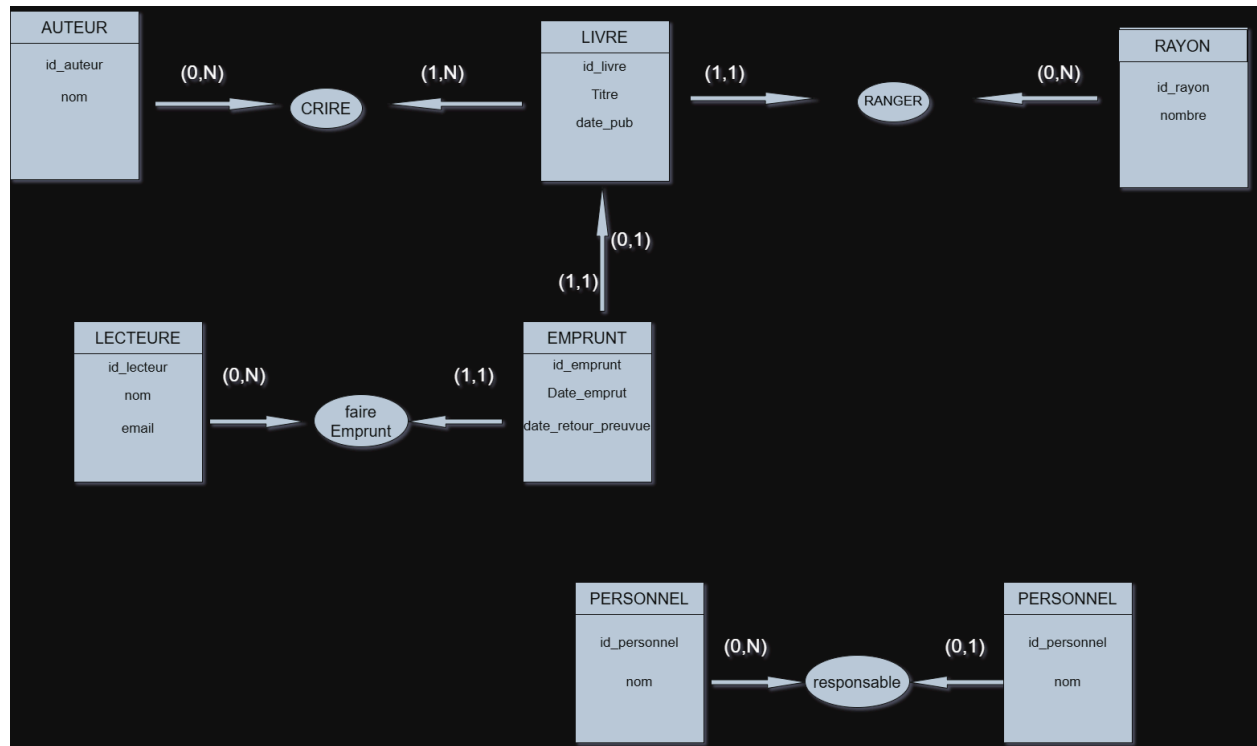 AUTEUR
id_auteur
nom
(0,N)
CRIRE
(1,N)
LIVRE
id_livre
Titre
date_pub
(1,1)
RANGER
(0,N)
RAYON
id_rayon
nombre
(0,1)
(1,1)
LECTEURE
id_lecteur
nom
email
(0,N)
faire
Emprunt
(1,1)
EMPRUNT
id_emprunt
Date_emprut
date_retour_preuvue
PERSONNEL
id_personnel
nom
(0,N)
responsable
(0,1)
PERSONNEL
id_personnel
nom